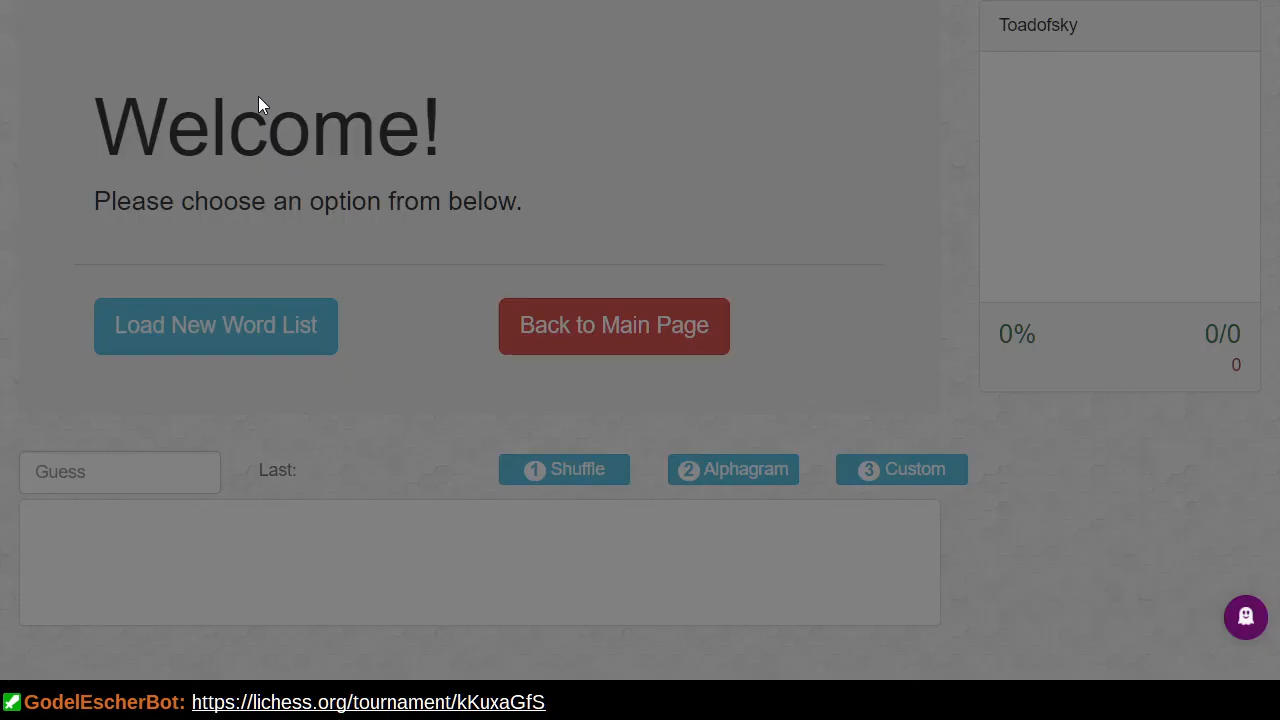 Toadofsky
Welcome!
Please choose an option from below.
Load New Word List
Back to Main Page
0%
0/0
0
Guess
Last:
1 Shuffle
2 Alphagram
3 Custom
GodelEscherBot: https://lichess.org/tournament/kKuxaGfS